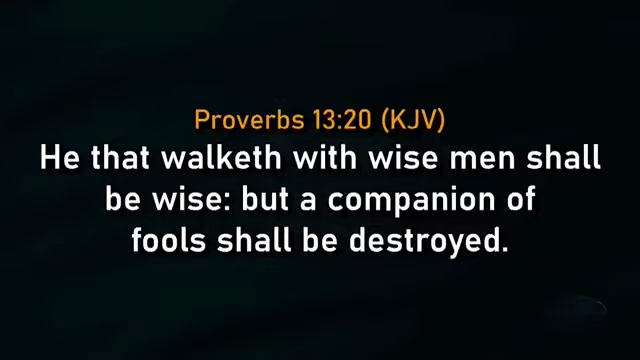 Proverbs 13:20 (KJV)
He that walketh with wise men shall
be wise: but a companion of
fools shall be destroyed.